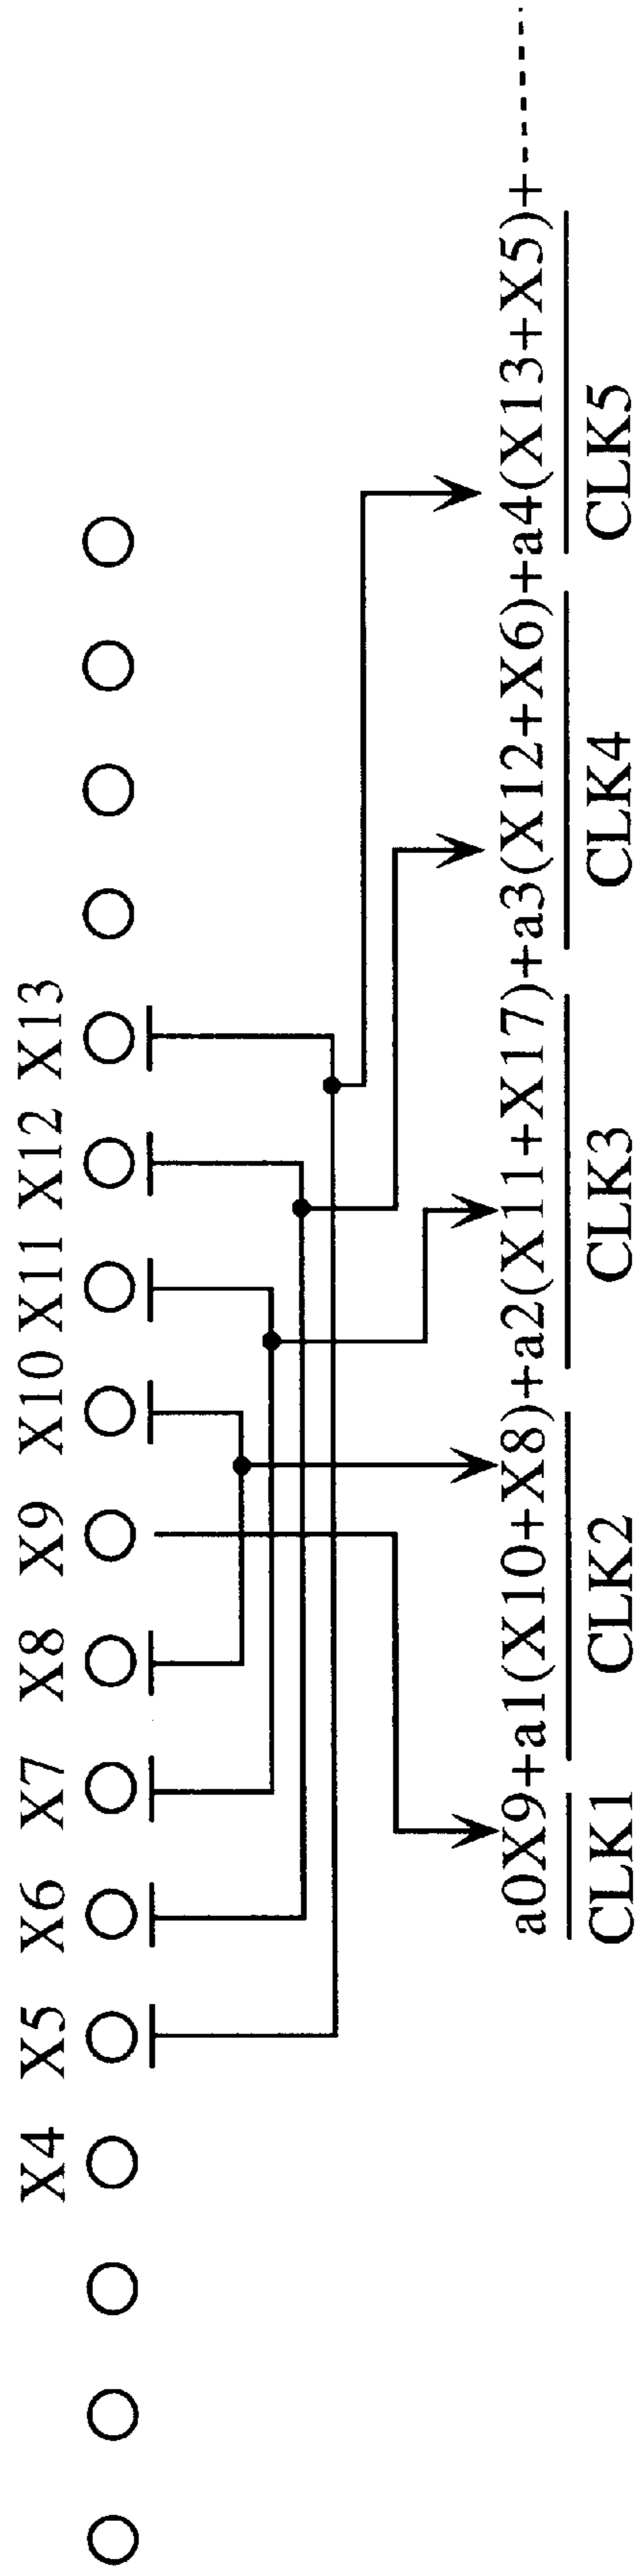 X4 X5 X6 X7 X8 X9 X10 X11 X12 X13
a0X9+a1(X10+X8)+a2(X11+X17)+a3(X12+X6)+a4(X13+X5)+------
CLK1 CLK2 CLK3 CLK4 CLK5